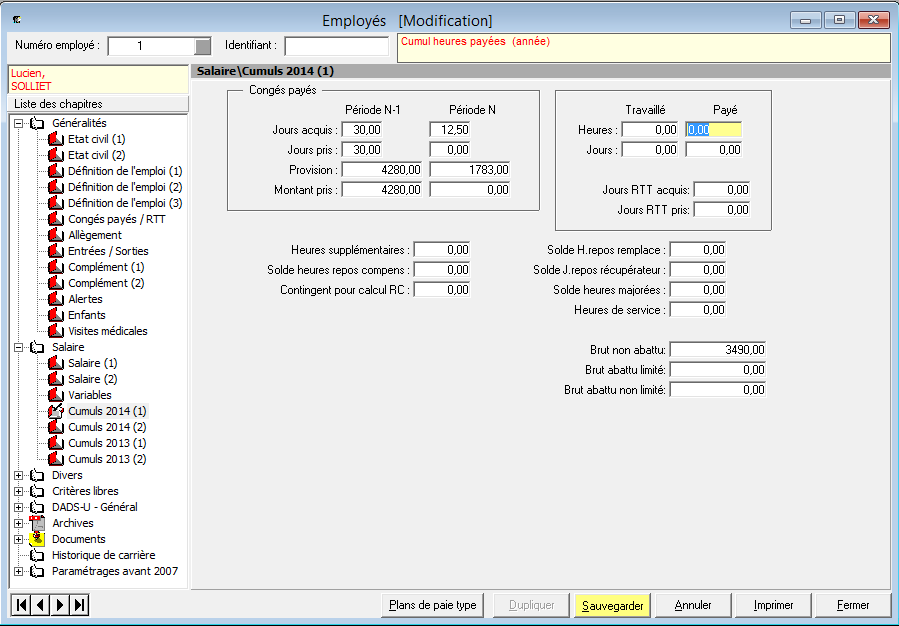 Employés [Modification]
Numéro employé : 1 Identifiant :
Cumul heures payées (année)
Lucien,
SOLLIET
Salaire\Cumuls 2014 (1)
Liste des chapitres
Généralités
Etat civil (1)
Etat civil (2)
Définition de l'emploi (1)
Définition de l'emploi (2)
Définition de l'emploi (3)
Congés payés / RTT
Allègement
Entrées / Sorties
Complément (1)
Complément (2)
Alertes
Enfants
Visites médicales
Salaire
Salaire (1)
Salaire (2)
Variables
Cumuls 2014 (1)
Cumuls 2014 (2)
Cumuls 2013 (1)
Cumuls 2013 (2)
Divers
Critères libres
DADS-U - Général
Archives
Documents
Historique de carrière
Paramétrages avant 2007
Congés payés
Période N-1 Période N
Jours acquis : 30,00 12,50
Jours pris : 30,00 0,00
Provision : 4280,00 1783,00
Montant pris : 4280,00 0,00
Travaillé Payé
Heures : 0,00 0,00
Jours : 0,00 0,00
Jours RTT acquis: 0,00
Jours RTT pris: 0,00
Heures supplémentaires : 0,00
Solde heures repos compens : 0,00
Contingent pour calcul RC : 0,00
Solde H.repos remplace : 0,00
Solde J.repos récupérateur : 0,00
Solde heures majorées : 0,00
Heures de service : 0,00
Brut non abattu: 3490,00
Brut abattu limité: 0,00
Brut abattu non limité: 0,00
Plans de paie type Dupliquer Sauvegarder Annuler Imprimer Fermer